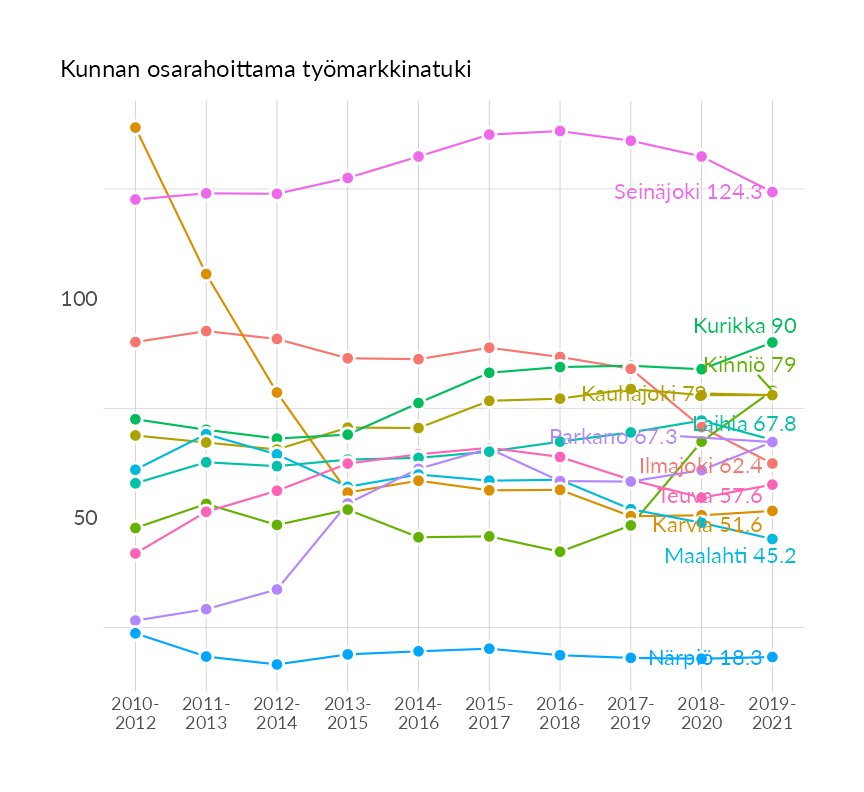 Kunnan osarahoittama työmarkkinatuki
Seinäjoki 124.3
100
Kurikka 90
Kihniö 79
Kauhajoki 78
Laihia 67.8
Parkano 67.3
Ilmajoki 62.4
Teuva 57.6
50
Karvia 51.6
Maalahti 45.2
Närpiö 18.3
2010-
2012
2011-
2013
2012-
2014
2013-
2015
2014-
2016
2015-
2017
2016-
2018
2017-
2019
2018-
2020
2019-
2021